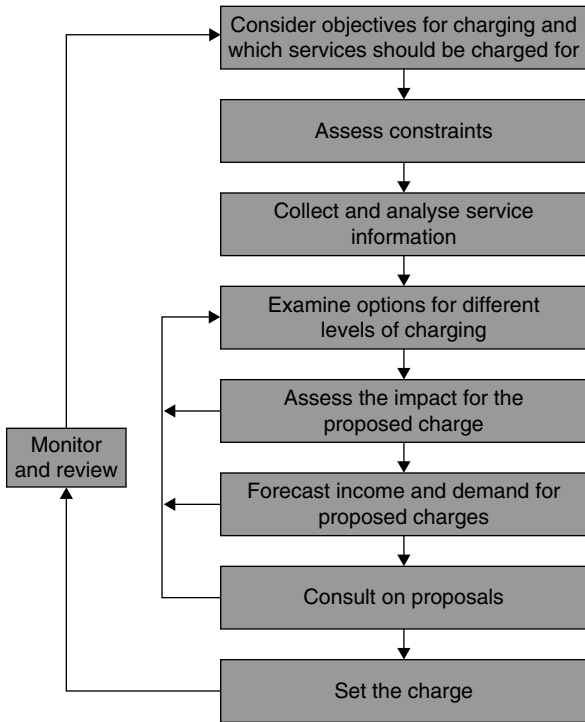 Consider objectives for charging and
which services should be charged for
Assess constraints
Collect and analyse service
information
Examine options for different
levels of charging
Assess the impact for the
proposed charge
Monitor
and review
Forecast income and demand for
proposed charges
Consult on proposals
Set the charge